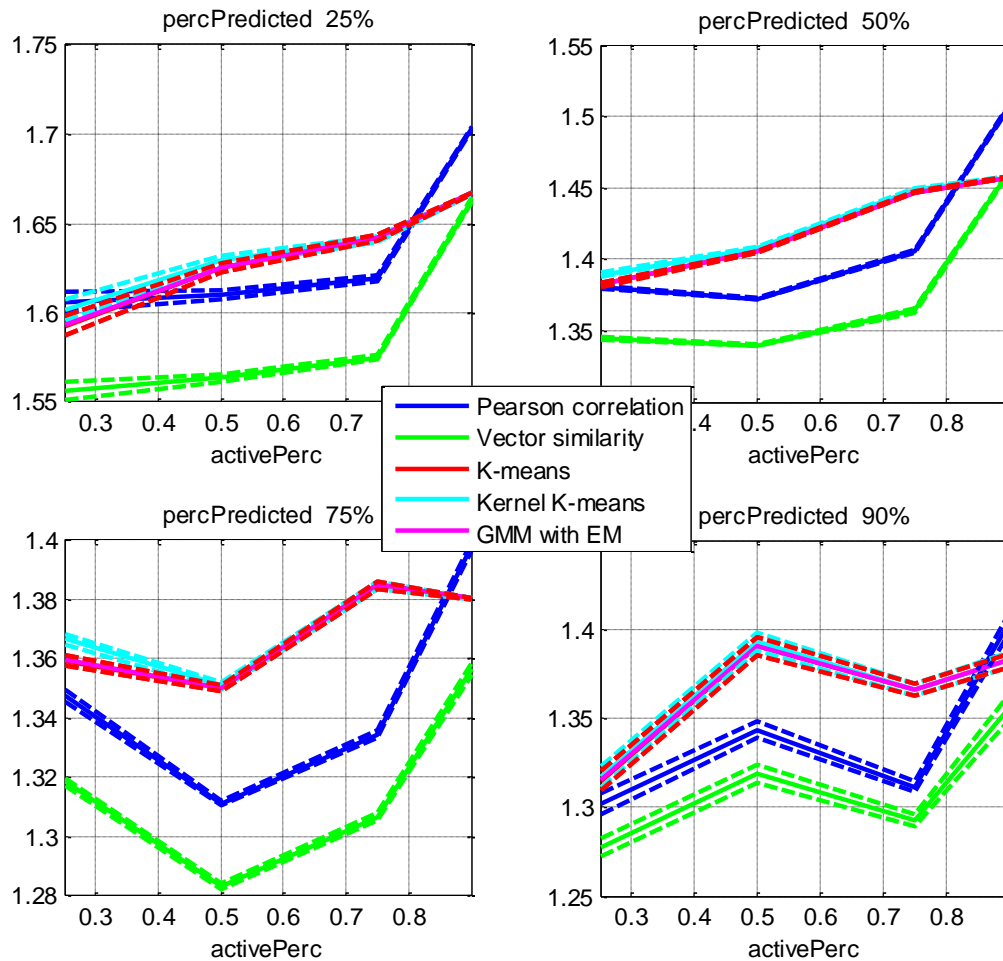 percPredicted 25%
1.75
1.7
1.65
1.6
1.55
0.3 0.4 0.5 0.6 0.7 0.8
activePerc
percPredicted 50%
1.55
1.5
1.45
1.4
1.35
.4 0.5 0.6 0.7 0.8
activePerc
Pearson correlation
Vector similarity
K-means
Kernel K-means
GMM with EM
percPredicted 75%
1.4
1.38
1.36
1.34
1.32
1.3
1.28
0.3 0.4 0.5 0.6 0.7 0.8
activePerc
percPredicted 90%
1.4
1.35
1.3
1.25
0.3 0.4 0.5 0.6 0.7 0.8
activePerc